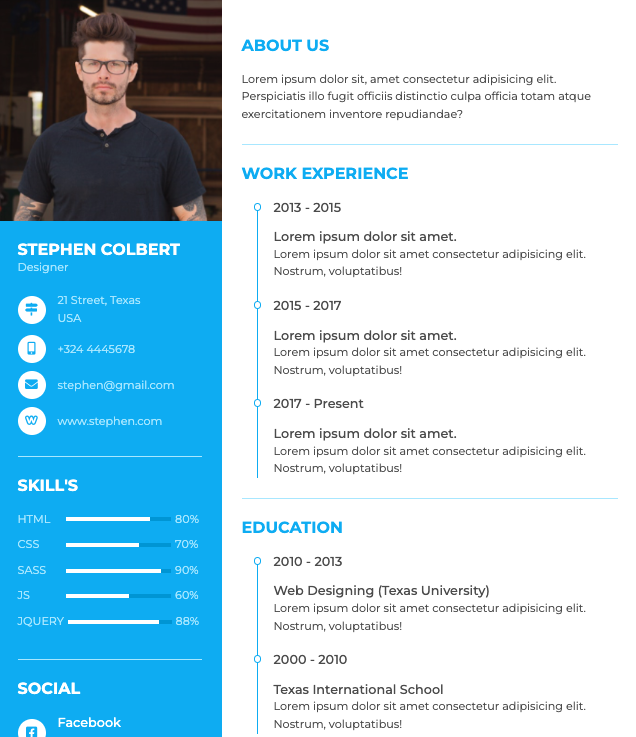 STEPHEN COLBERT
Designer
21 Street, Texas
USA
+324 4445678
stephen@gmail.com
www.stephen.com
SKILL'S
HTML 80%
CSS 70%
SASS 90%
JS 60%
JQUERY 88%
SOCIAL
Facebook
ABOUT US
Lorem ipsum dolor sit, amet consectetur adipisicing elit.
Perspiciatis illo fugit officiis distinctio culpa officia totam atque
exercitationem inventore repudiandae?
WORK EXPERIENCE
2013 - 2015
Lorem ipsum dolor sit amet.
Lorem ipsum dolor sit amet consectetur adipisicing elit.
Nostrum, voluptatibus!
2015 - 2017
Lorem ipsum dolor sit amet.
Lorem ipsum dolor sit amet consectetur adipisicing elit.
Nostrum, voluptatibus!
2017 - Present
Lorem ipsum dolor sit amet.
Lorem ipsum dolor sit amet consectetur adipisicing elit.
Nostrum, voluptatibus!
EDUCATION
2010 - 2013
Web Designing (Texas University)
Lorem ipsum dolor sit amet consectetur adipisicing elit.
Nostrum, voluptatibus!
2000 - 2010
Texas International School
Lorem ipsum dolor sit amet consectetur adipisicing elit.
Nostrum, voluptatibus!